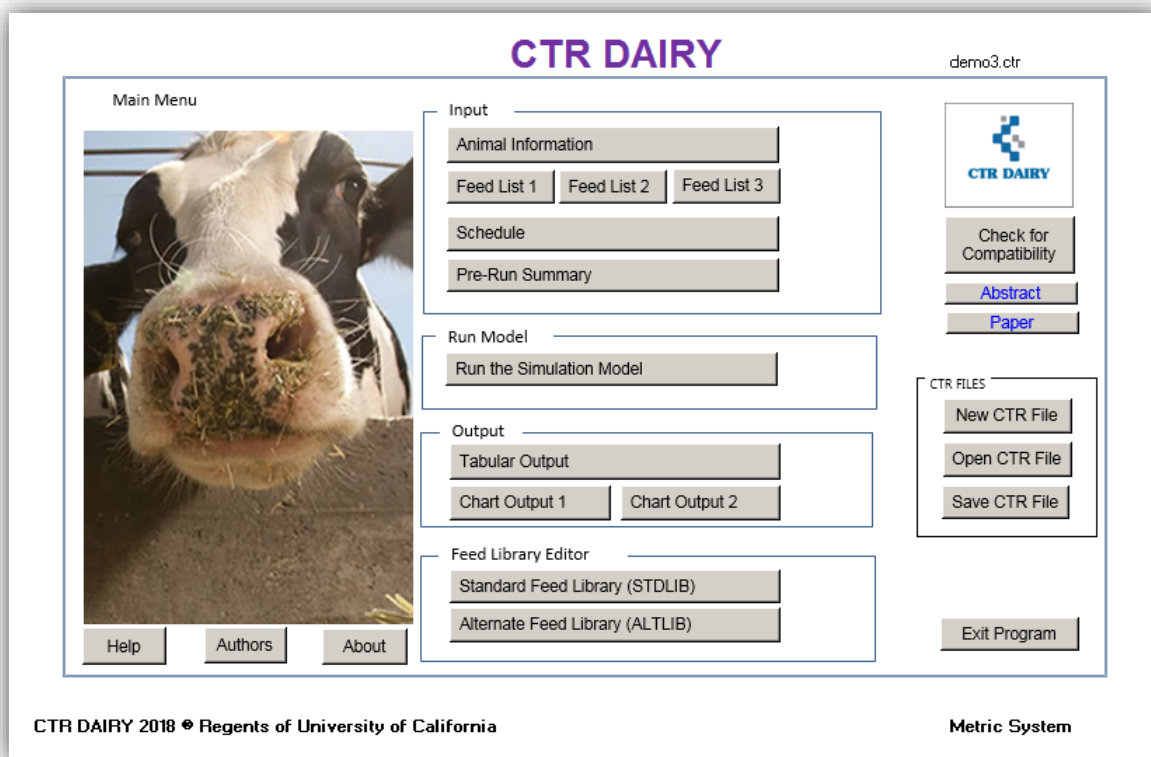 CTR DAIRY
demo3.ctr
Main Menu
Input
Animal Information
Feed List 1
Feed List 2
Feed List 3
Schedule
Pre-Run Summary
Run Model
Run the Simulation Model
Output
Tabular Output
Chart Output 1
Chart Output 2
Feed Library Editor
Standard Feed Library (STDLIB)
Alternate Feed Library (ALTLIB)
Help
Authors
About
CTR DAIRY
Check for
Compatibility
Abstract
Paper
CTR FILES
New CTR File
Open CTR File
Save CTR File
Exit Program
CTR DAIRY 2018 ® Regents of University of California
Metric System